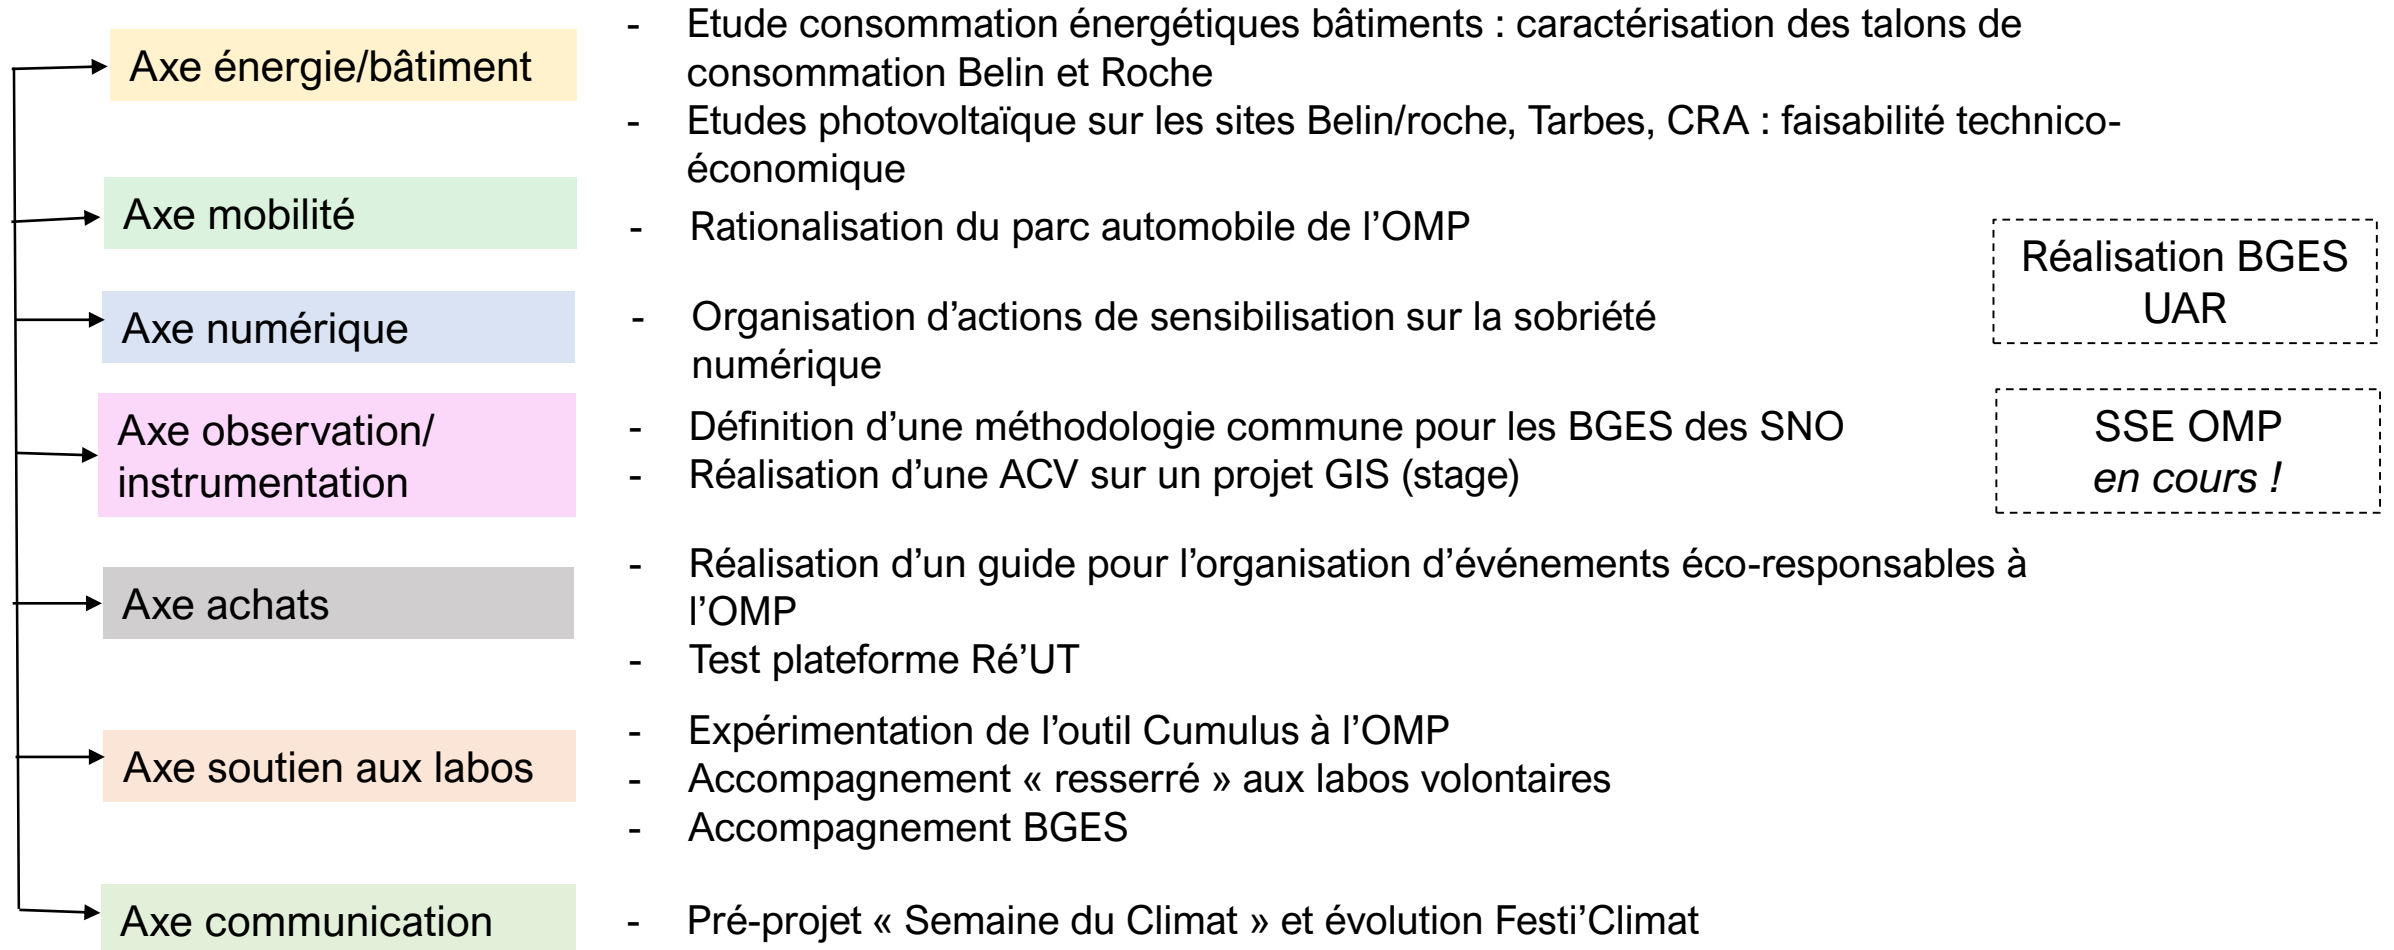 Axe énergie/bâtiment
- Etude consommation énergétiques bâtiments : caractérisation des talons de
consommation Belin et Roche
- Etudes photovoltaïque sur les sites Belin/roche, Tarbes, CRA : faisabilité technico-
économique
Axe mobilité
- Rationalisation du parc automobile de l’OMP
Axe numérique
- Organisation d’actions de sensibilisation sur la sobriété
numérique
Réalisation BGES
UAR
Axe observation/
instrumentation
- Définition d’une méthodologie commune pour les BGES des SNO
- Réalisation d’une ACV sur un projet GIS (stage)
SSE OMP
en cours !
Axe achats
- Réalisation d’un guide pour l’organisation d’événements éco-responsables à
l’OMP
- Test plateforme Ré’UT
Axe soutien aux labos
- Expérimentation de l’outil Cumulus à l’OMP
- Accompagnement « resserré » aux labos volontaires
- Accompagnement BGES
Axe communication
- Pré-projet « Semaine du Climat » et évolution Festi’Climat